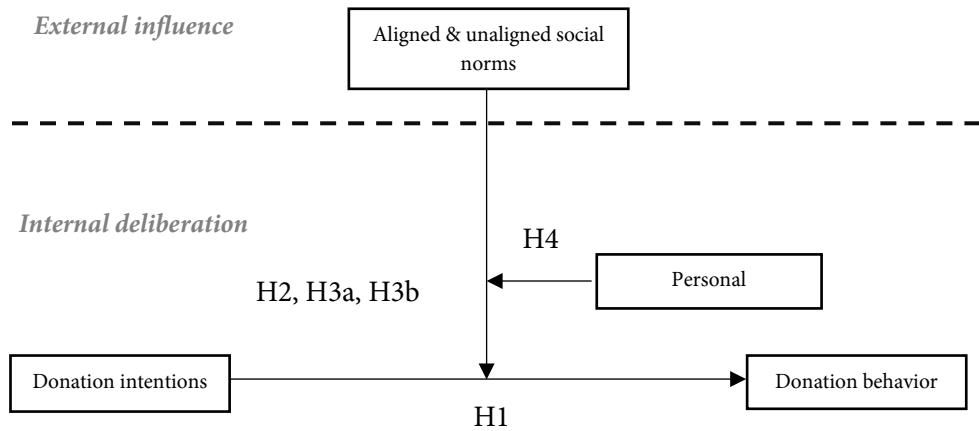 External influence
Aligned & unaligned social
norms
Internal deliberation
H4
Personal
H2, H3a, H3b
Donation intentions
Donation behavior
H1